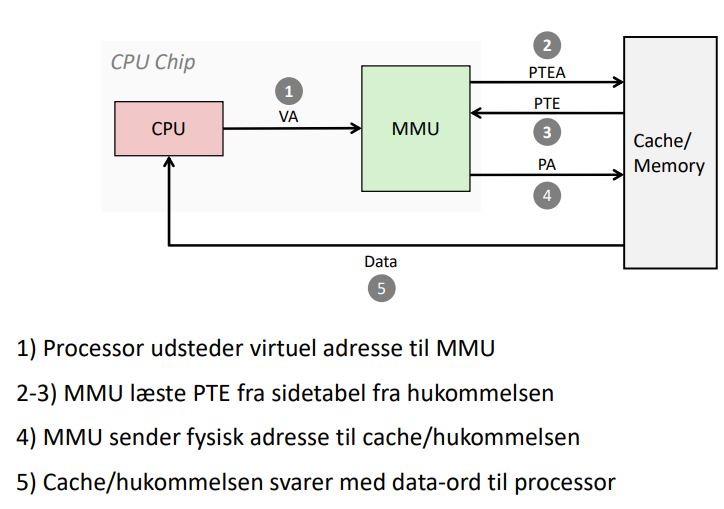 CPU Chip
2
PTEA
1
VA
PTE
CPU
MMU
3
Cache/
Memory
PA
4
Data
5
1) Processor udsteder virtuel adresse til MMU
2-3) MMU læste PTE fra sidetabel fra hukommelsen
4) MMU sender fysisk adresse til cache/hukommelsen
5) Cache/hukommelsen svarer med data-ord til processor